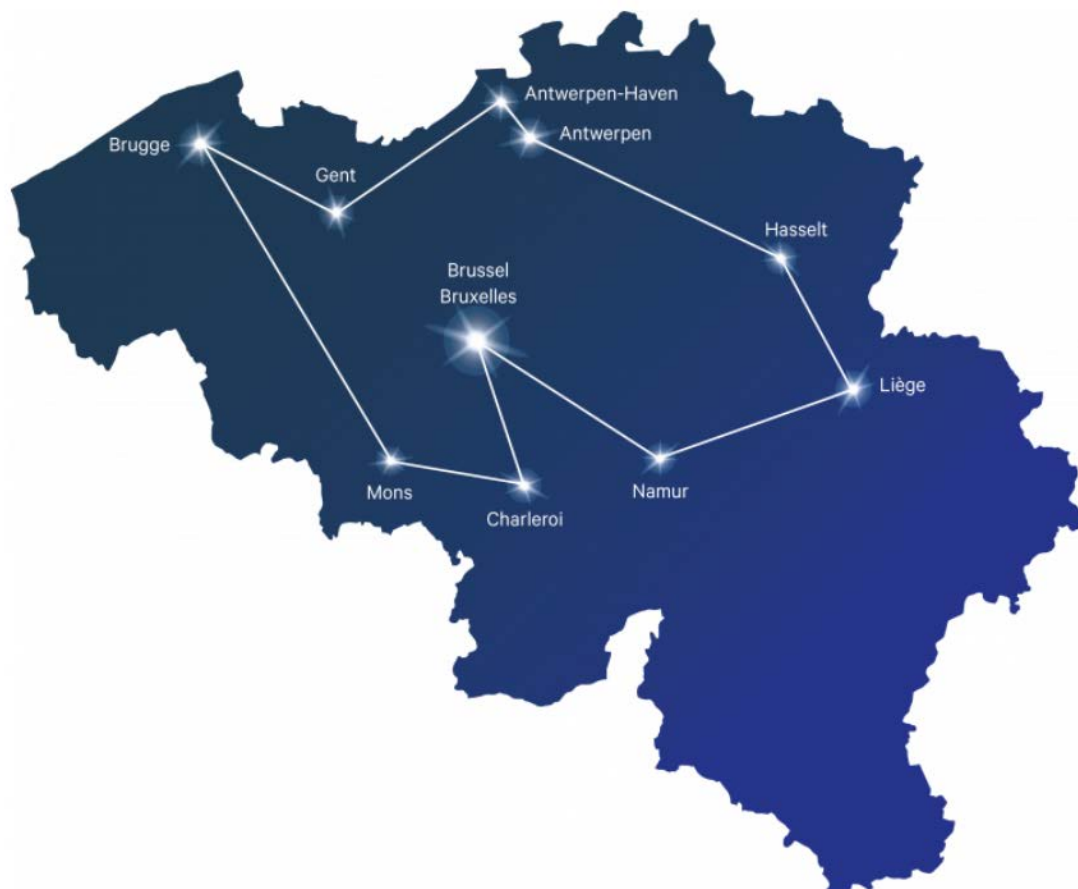 Antwerpen-Haven
Antwerpen
Brugge
Gent
Hasselt
Brussel
Bruxelles
Liège
Mons
Namur
Charleroi